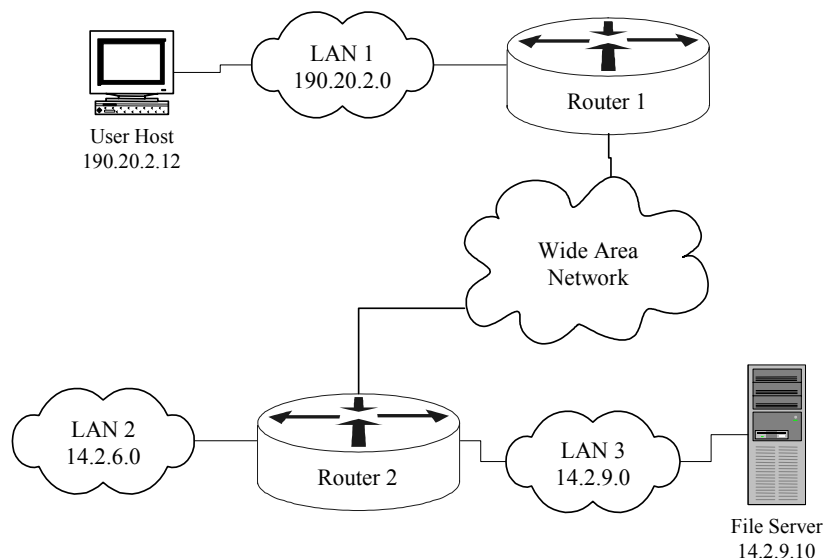 LAN 1
190.20.2.0
Router 1
User Host
190.20.2.12
Wide Area
Network
LAN 2
14.2.6.0
Router 2
LAN 3
14.2.9.0
File Server
14.2.9.10